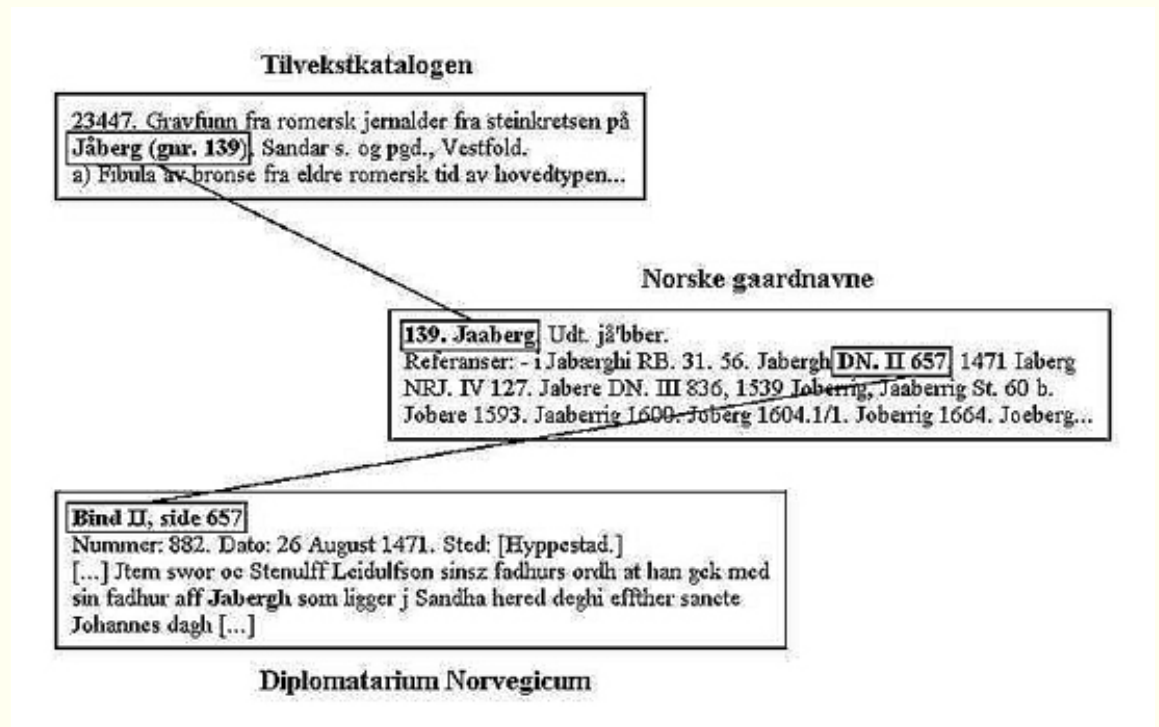 Tilvekstkatalogen
23447. Gravfunn fra romersk jernalder fra steinkretsen på
Jåberg (gnr. 139), Sandar s. og pgd., Vestfold.
a) Fibula av bronse fra eldre romersk tid av hovedtypen...
Norske gaardnavne
139. Jaaberg. Udt. jå'bber.
Referanser: - i Jabærghi RB. 31. 56. Jabergh DN. II 657, 1471 Iaberg
NRJ. IV 127. Jabere DN. III 836, 1539 Joberrig, Jaaberrig St. 60 b.
Jobere 1593. Jaaberrig 1600. Joberg 1604.1/1. Joberrig 1664. Joeberg...
Bind II, side 657
Nummer: 882. Dato: 26 August 1471. Sted: [Hyppestad.]
[...] Jtem swor oc Stenulff Leidulfson sinsz fadhurs ordh at han gek med
sin fadhur aff Jabergh som ligger j Sandha hered deghi effther sancte
Johannes dagh [...]
Diplomatarium Norvegicum